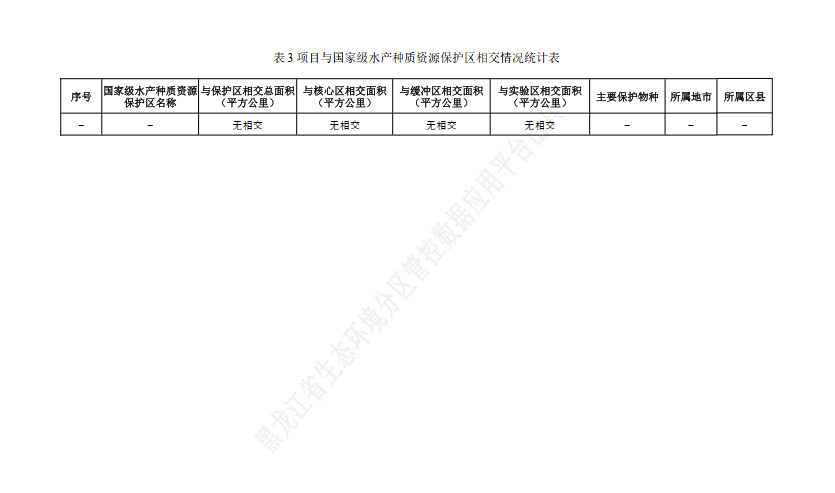 表 3 项目与国家级水产种质资源保护区相交情况统计表
序号 国家级水产种质资源保护区名称 与保护区相交总面积（平方公里） 与核心区相交面积（平方公里） 与缓冲区相交面积（平方公里） 与实验区相交面积（平方公里） 主要保护物种 所属地市 所属区县
– – 无相交 无相交 无相交 无相交 – – –
黑龙江省生态环境分区管控数据应用平台